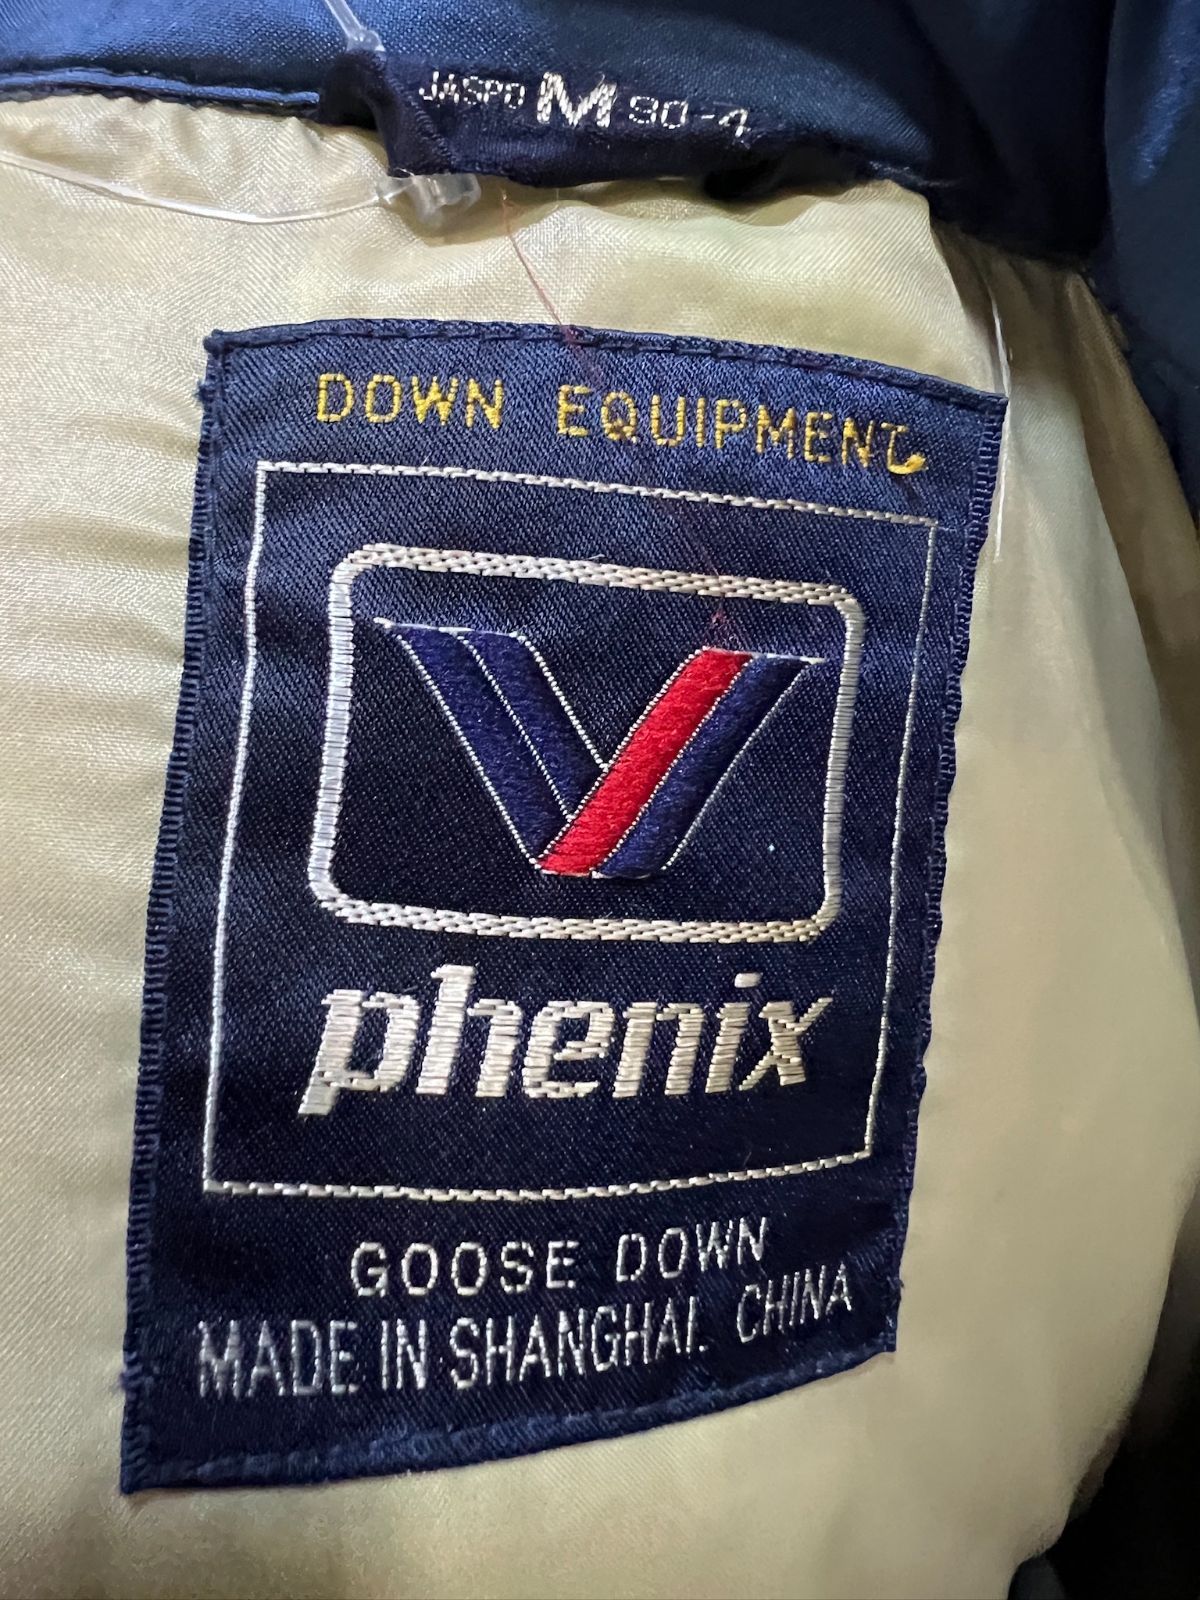 JASPO M 90-4
DOWN EQUIPMENT
phenix
GOOSE DOWN
MADE IN SHANGHAI. CHINA